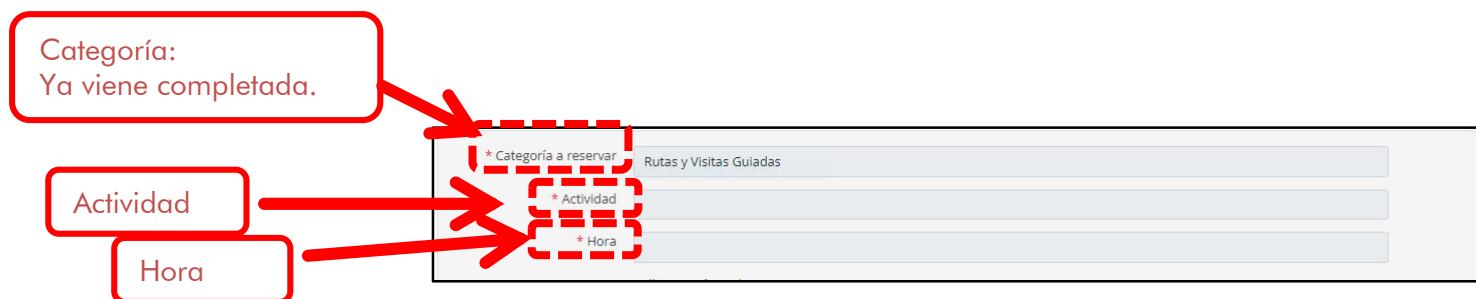 Categoría:
Ya viene completada.
* Categoría a reservar
Rutas y Visitas Guiadas
Actividad
* Actividad
Hora
* Hora